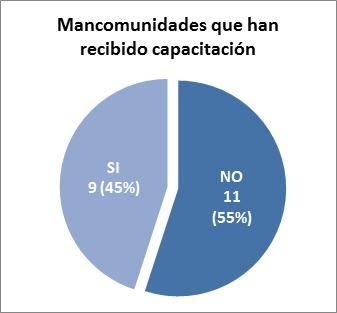 Mancomunidades que han
recibido capacitación
SI
9 (45%)
NO
11
(55%)